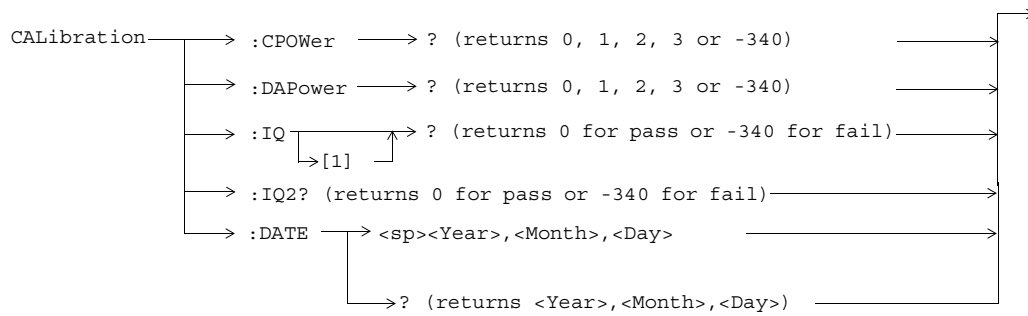 CALibration :CPOWer ? (returns 0, 1, 2, 3 or -340)
:DAPower ? (returns 0, 1, 2, 3 or -340)
:IQ ? (returns 0 for pass or -340 for fail)
[1]
:IQ2? (returns 0 for pass or -340 for fail)
:DATE <sp><Year>,<Month>,<Day>
? (returns <Year>,<Month>,<Day>)